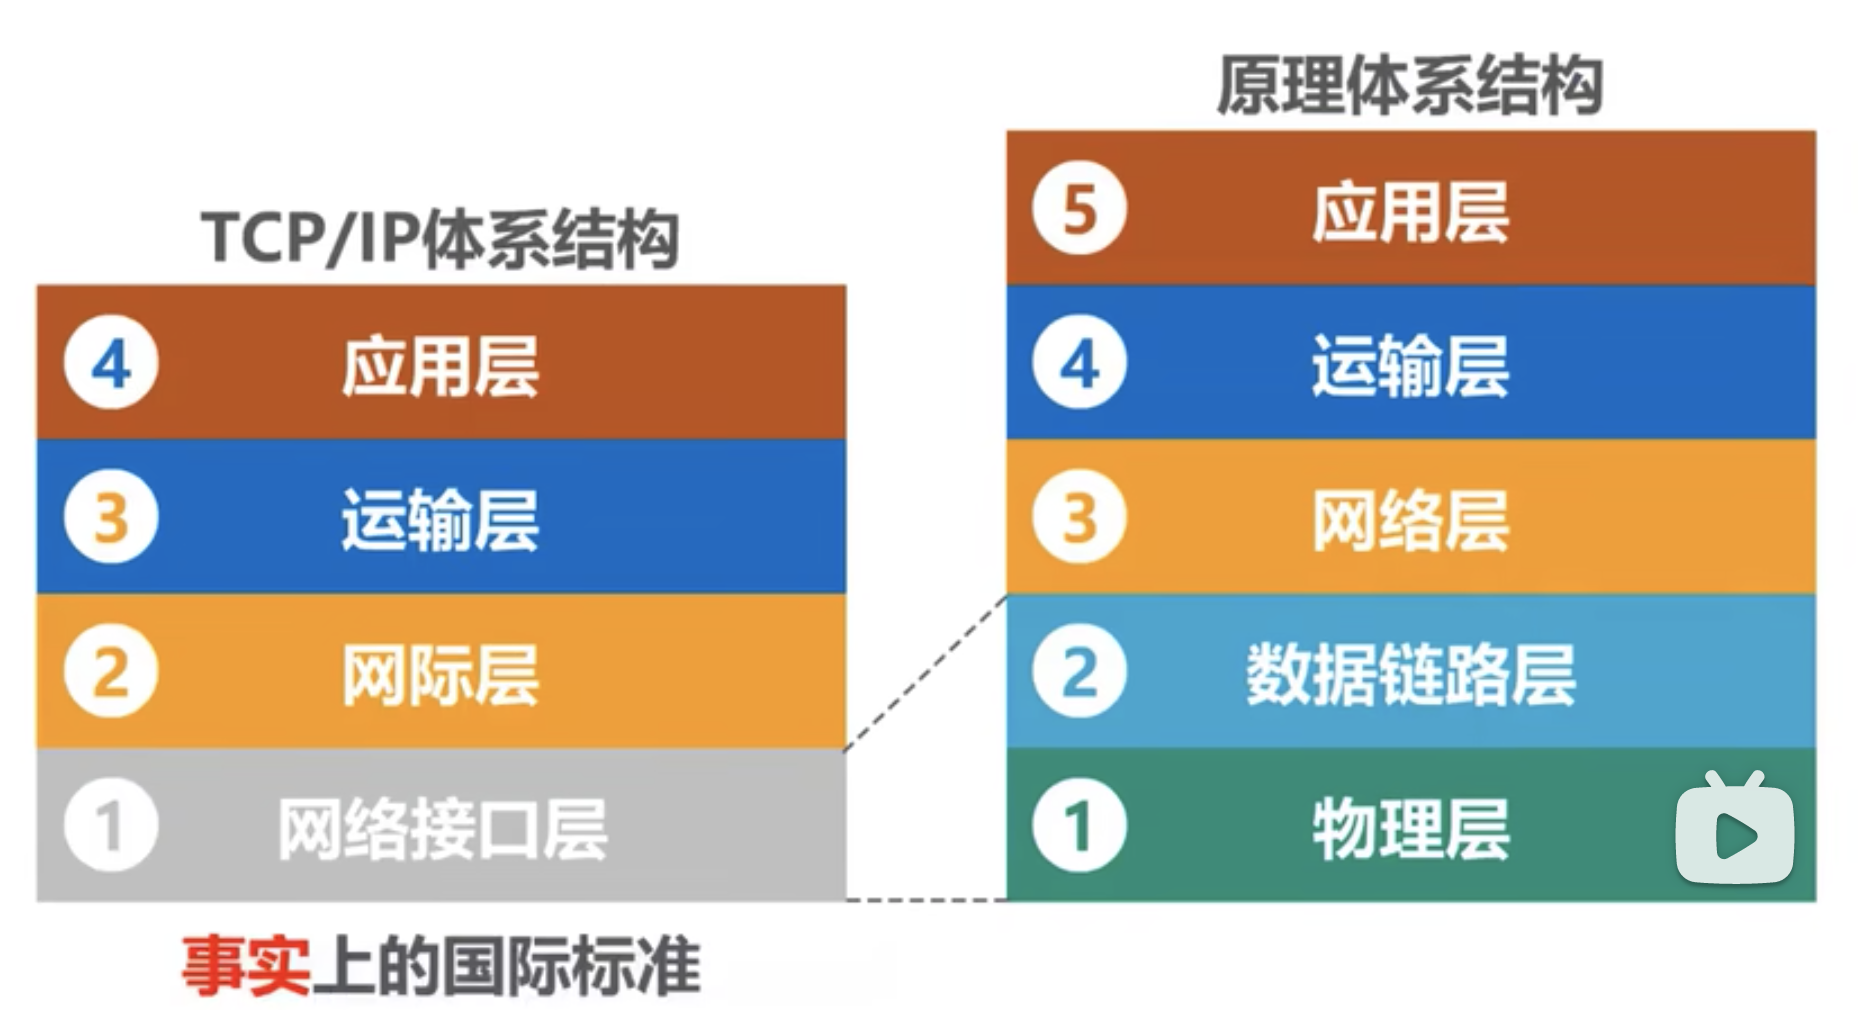 TCP/IP体系结构
4 应用层
3 运输层
2 网际层
1 网络接口层
事实上的国际标准
原理体系结构
5 应用层
4 运输层
3 网络层
2 数据链路层
1 物理层